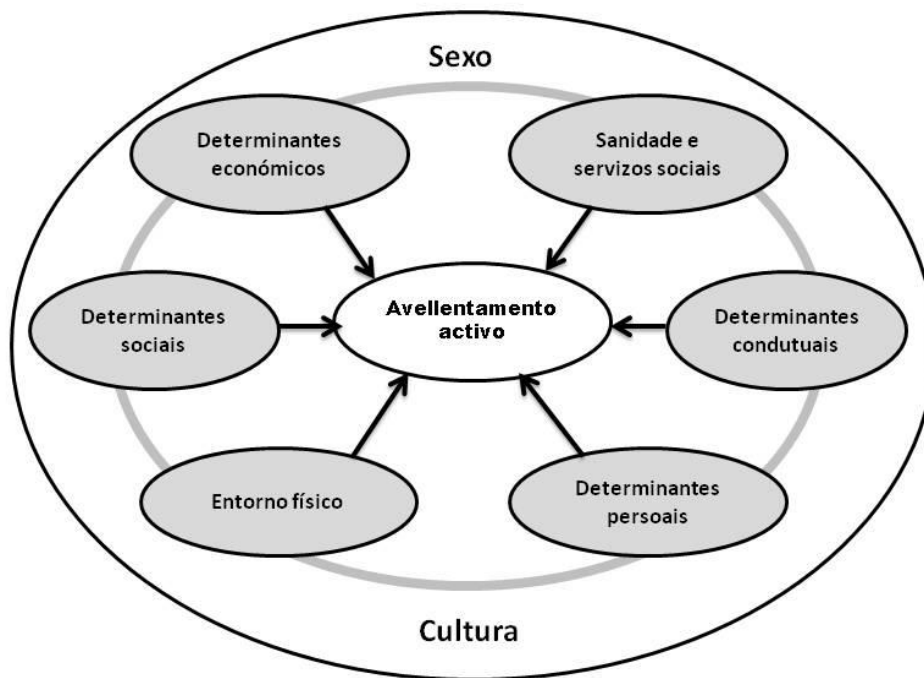 Sexo
Determinantes
económicos
Sanidade e
servizos sociais
Determinantes
sociais
Avellentamento
activo
Determinantes
condutuais
Entorno físico
Determinantes
persoais
Cultura